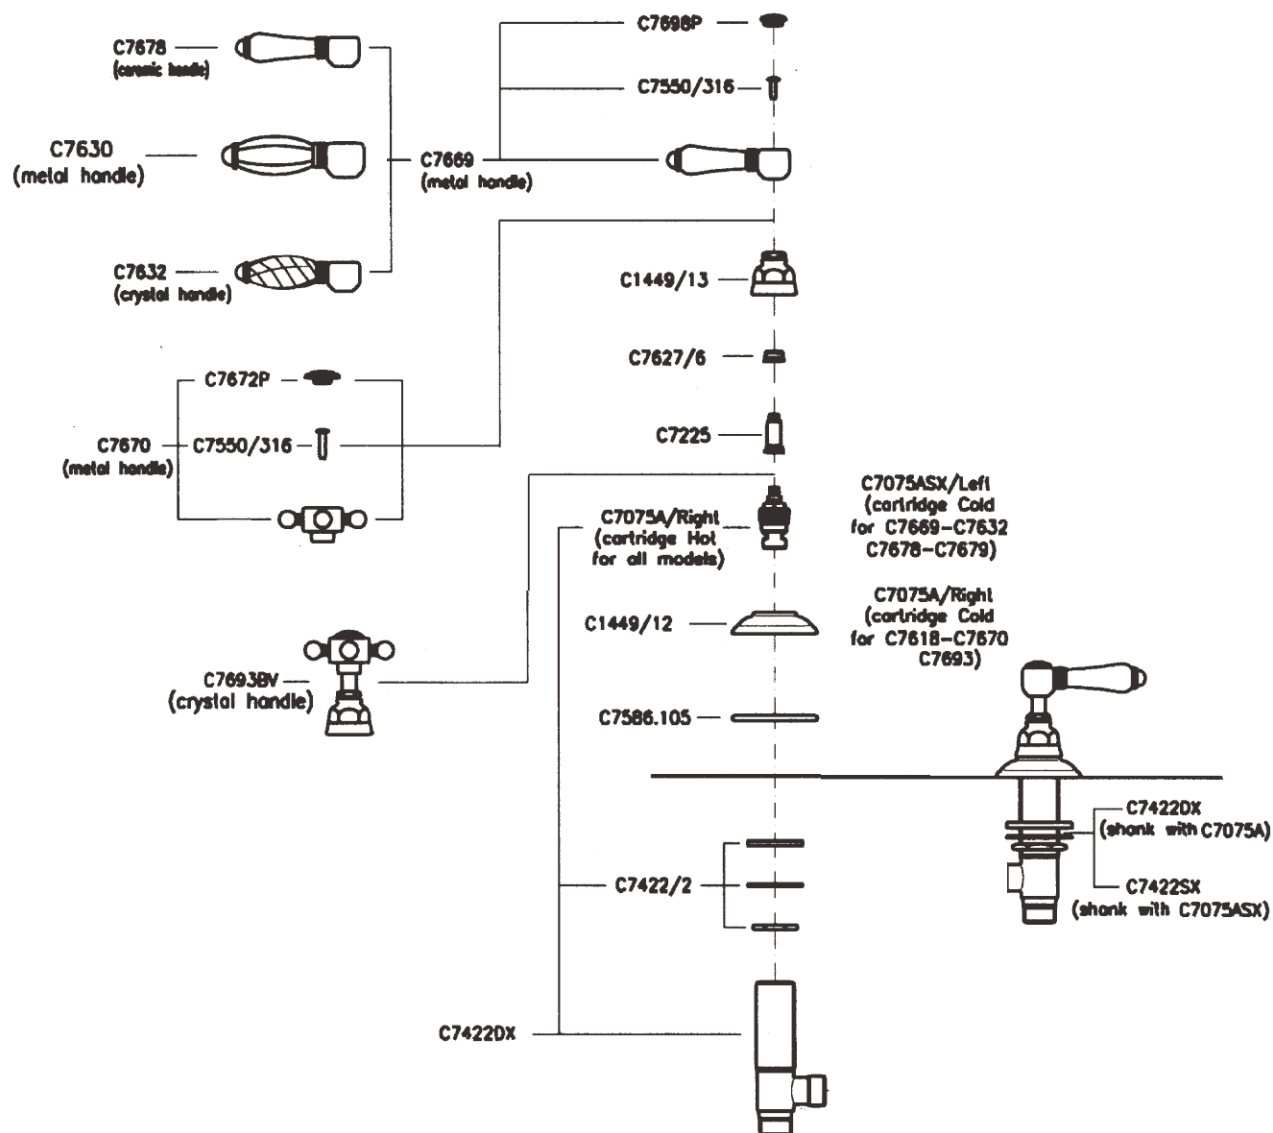 C7698P
C7678
(ceramic handle)
C7550/316
C7630
(metal handle)
C7669
(metal handle)
C7632
(crystal handle)
C1449/13
C7627/6
C7672P
C7225
C7670
(metal handle)
C7550/316
C7075A/Right
(cartridge Hot
for all models)
C7075ASX/Left
(cartridge Cold
for C7669-C7632
C7678-C7679)
C7075A/Right
(cartridge Cold
for C7618-C7670
C7693)
C1449/12
C7693BV
(crystal handle)
C7586.105
C7422DX
(shank with C7075A)
C7422/2
C7422SX
(shank with C7075ASX)
C7422DX